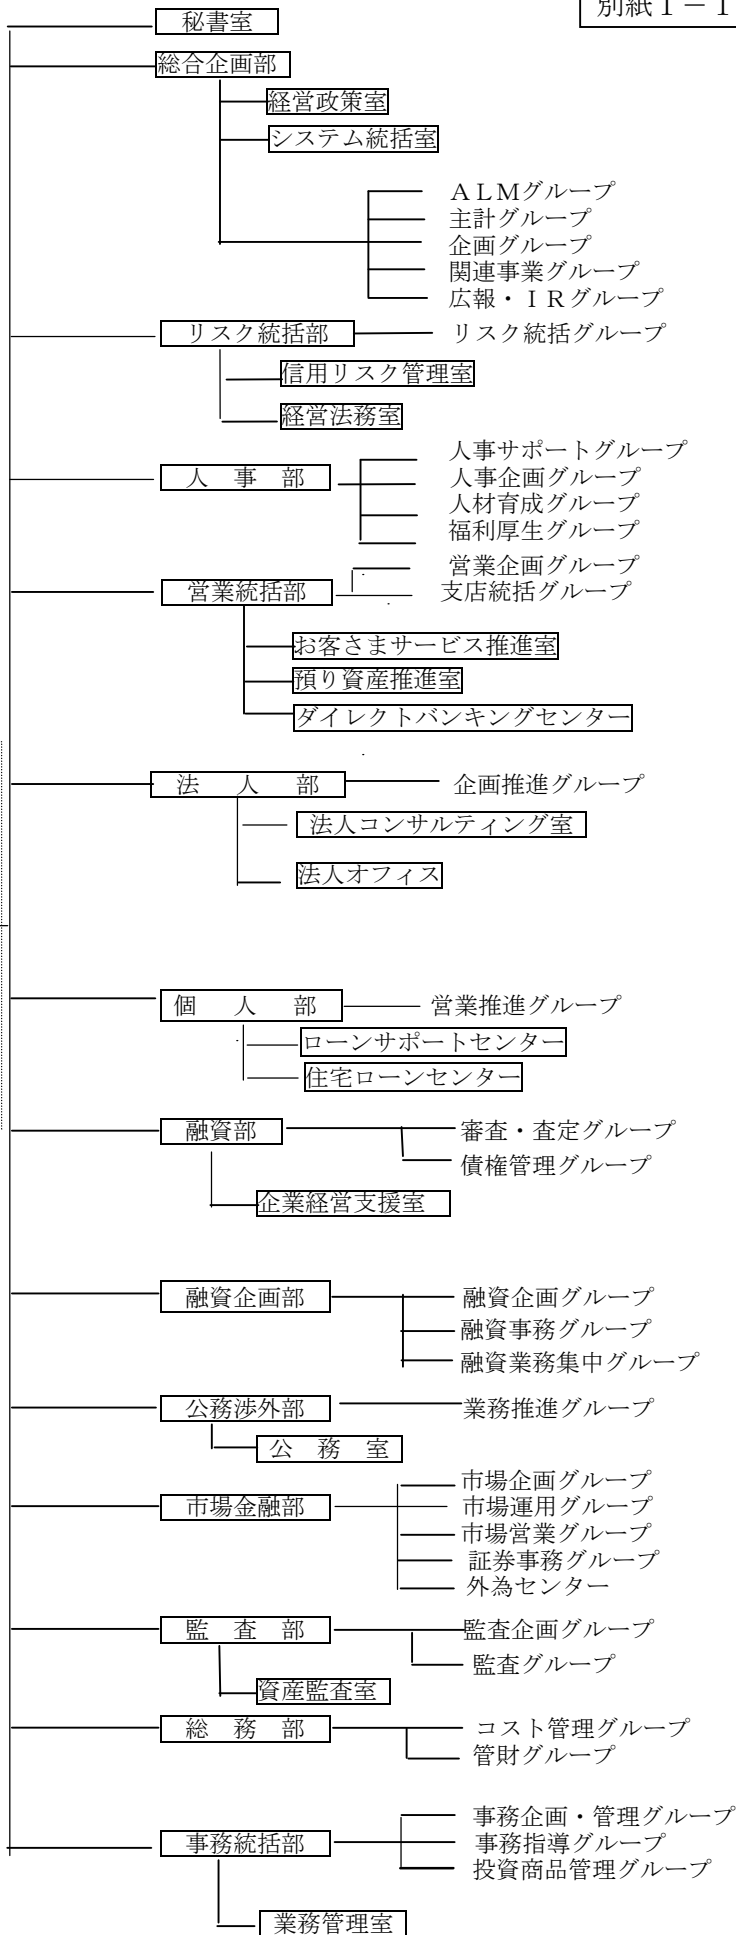 別紙１－１
秘書室
総合企画部
経営政策室
システム統括室
ＡＬＭグループ
主計グループ
企画グループ
関連事業グループ
広報・ＩＲグループ
リスク統括部　リスク統括グループ
信用リスク管理室
経営法務室
人事サポートグループ
人　事　部　人事企画グループ
人材育成グループ
福利厚生グループ
営業企画グループ
営業統括部　支店統括グループ
お客さまサービス推進室
預り資産推進室
ダイレクトバンキングセンター
法　人　部　企画推進グループ
法人コンサルティング室
法人オフィス
個　人　部　営業推進グループ
ローンサポートセンター
住宅ローンセンター
融資部　審査・査定グループ
債権管理グループ
企業経営支援室
融資企画部　融資企画グループ
融資事務グループ
融資業務集中グループ
公務渉外部　業務推進グループ
公　務　室
市場企画グループ
市場金融部　市場運用グループ
市場営業グループ
証券事務グループ
外為センター
監　査　部　監査企画グループ
監査グループ
資産監査室
総　務　部　コスト管理グループ
管財グループ
事務企画・管理グループ
事務統括部　事務指導グループ
投資商品管理グループ
業務管理室